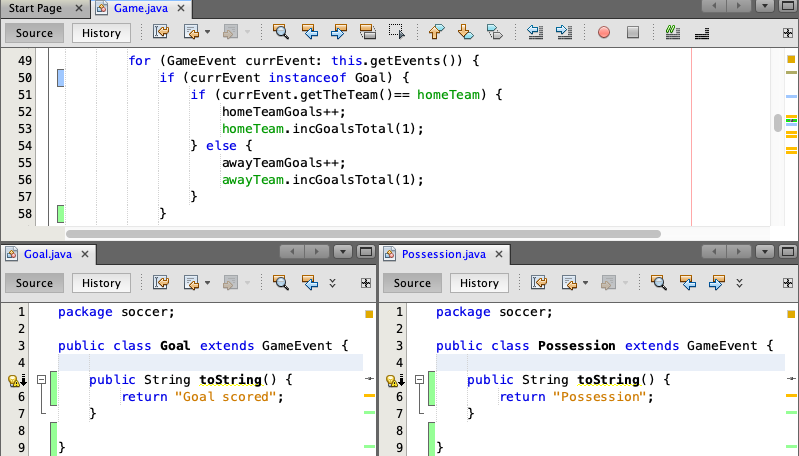 Start Page Game.java
Source History
49 for (GameEvent currEvent: this.getEvents()) {
50 if (currEvent instanceof Goal) {
51 if (currEvent.getTheTeam()== homeTeam) {
52 homeTeamGoals++;
53 homeTeam.incGoalsTotal(1);
54 } else {
55 awayTeamGoals++;
56 awayTeam.incGoalsTotal(1);
57 }
58 }
Goal.java
Source History
1 package soccer;
2
3 public class Goal extends GameEvent {
4
public String toString() {
6 return "Goal scored";
7 }
8
9 }
Possession.java
Source History
1 package soccer;
2
3 public class Possession extends GameEvent {
4
public String toString() {
6 return "Possession";
7 }
8
9 }